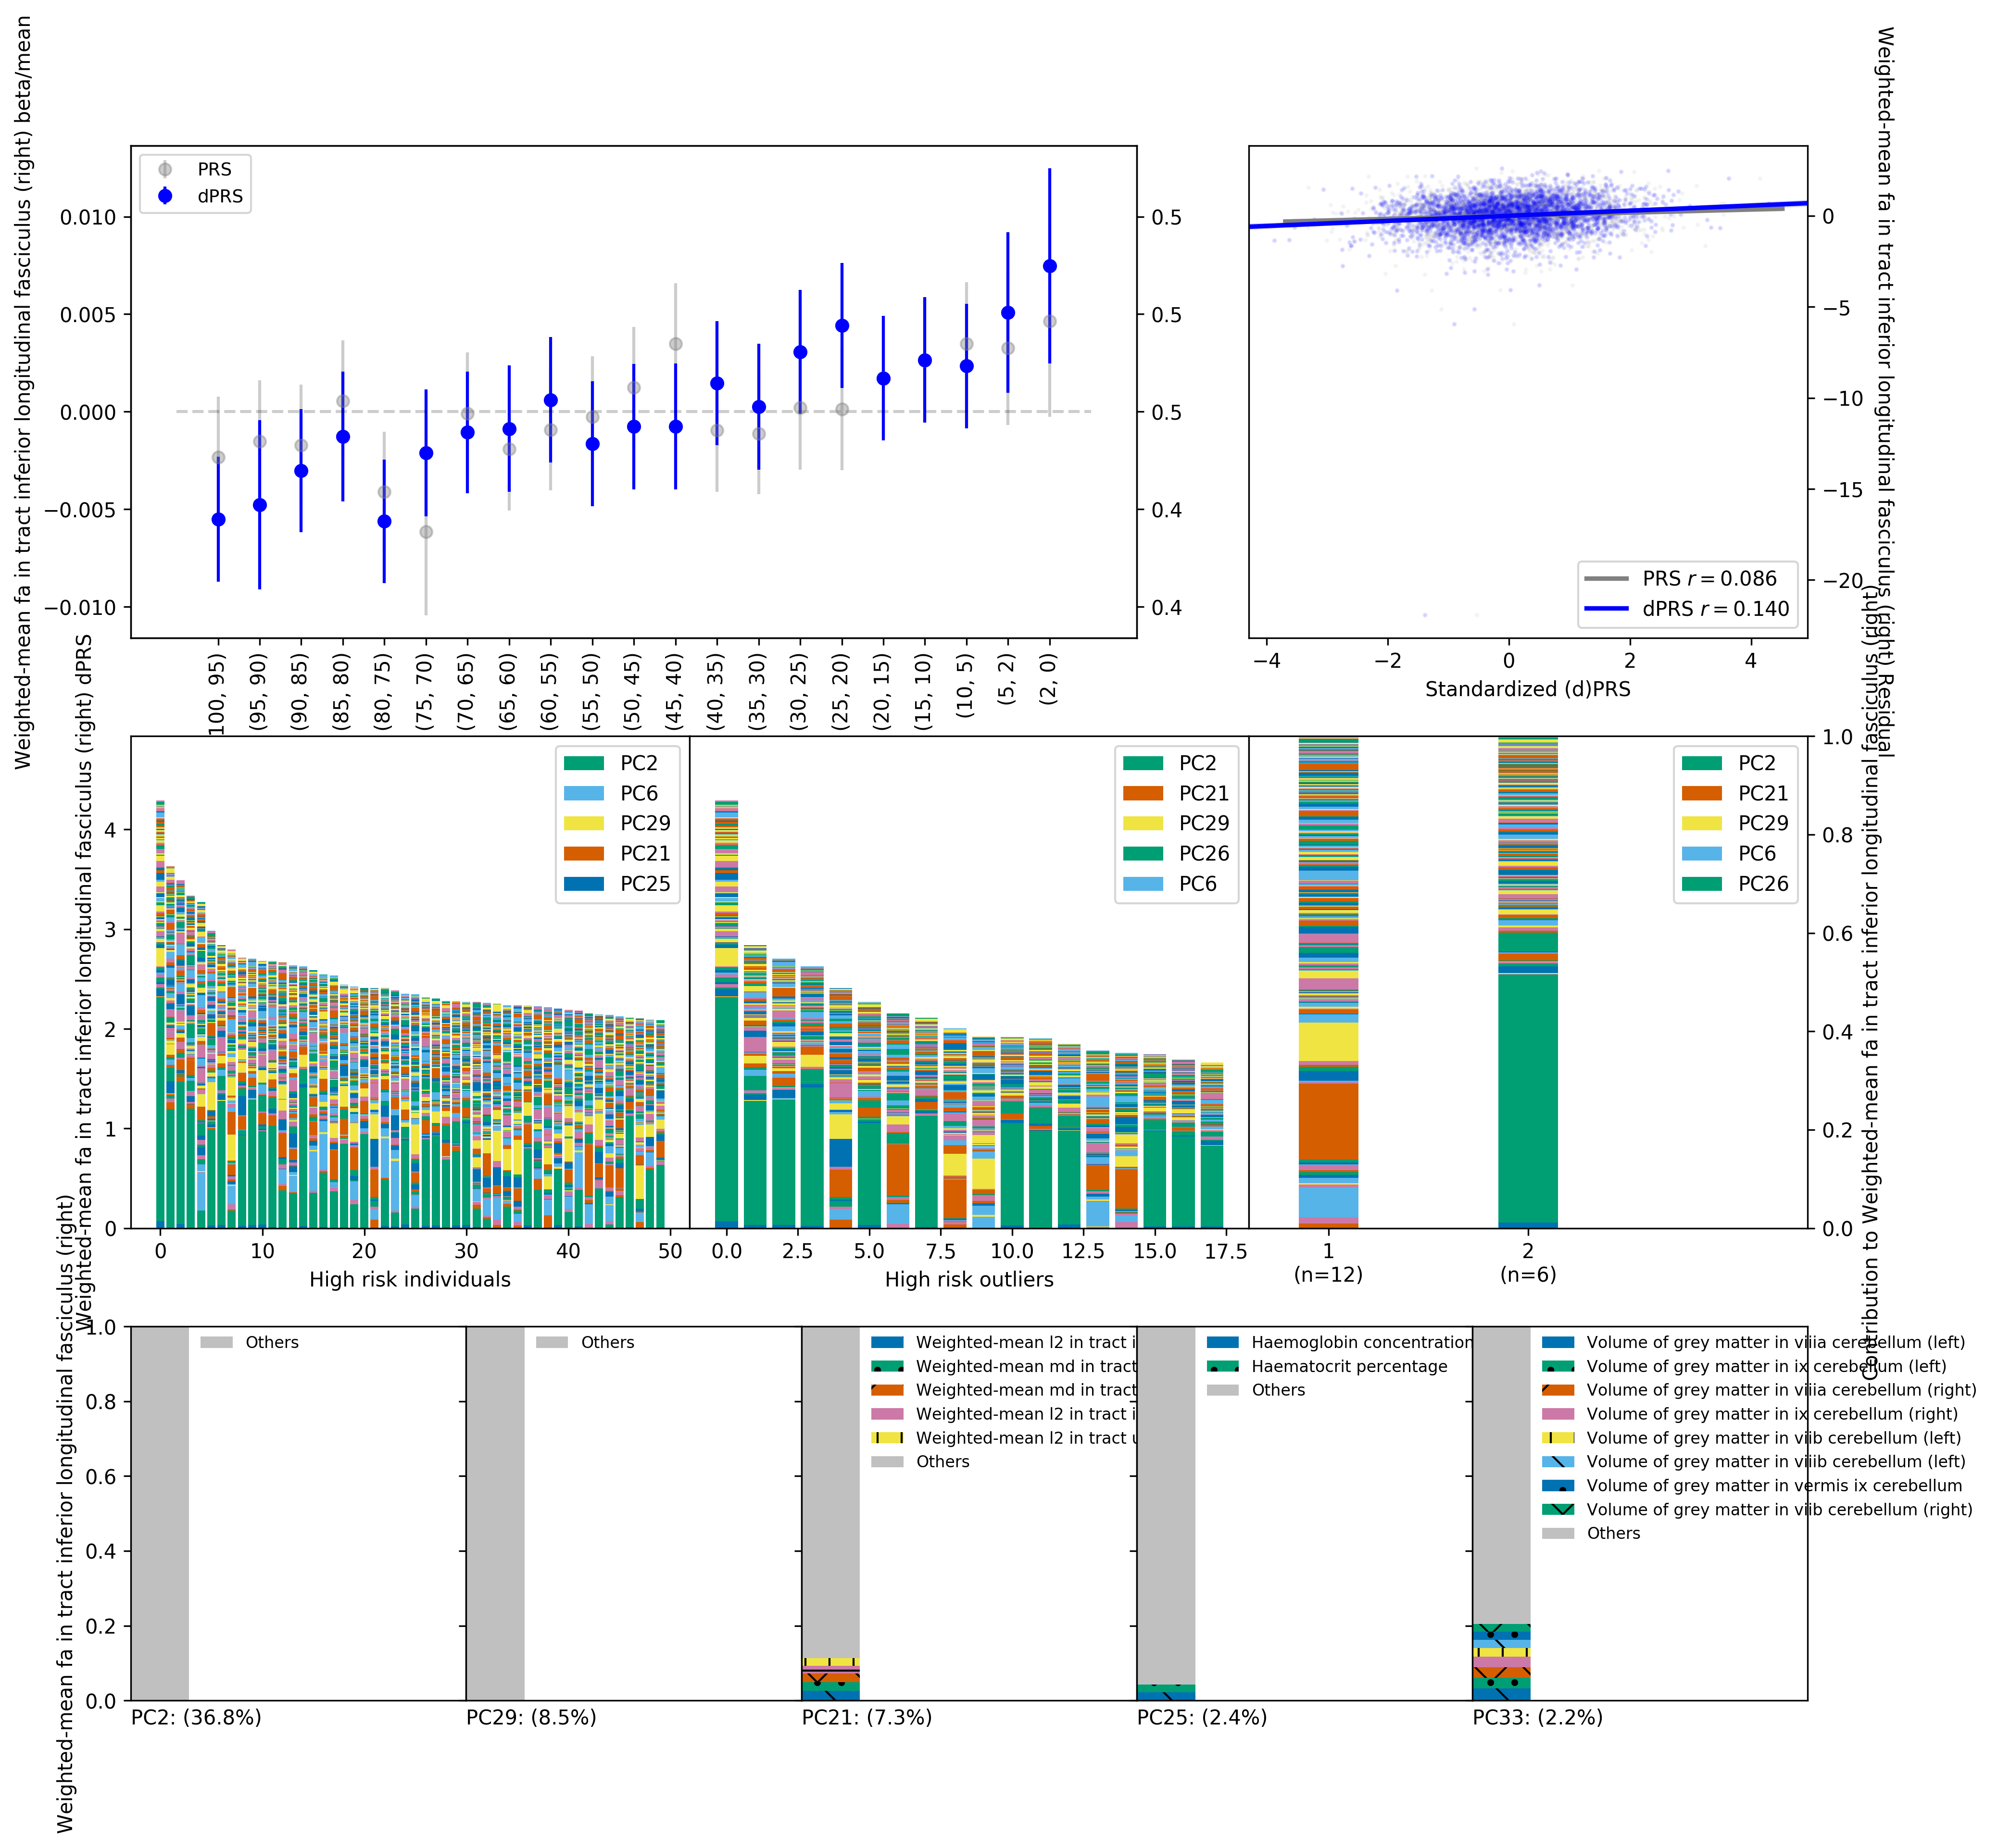 Weighted-mean fa in tract inferior longitudinal fasciculus (right) beta/mean
PRS
dPRS
0.010
0.005
0.000
−0.005
−0.010
0.5
0.5
0.5
0.4
0.4
100, 95)
(95, 90)
(90, 85)
(85, 80)
(80, 75)
(75, 70)
(70, 65)
(65, 60)
(60, 55)
(55, 50)
(50, 45)
(45, 40)
(40, 35)
(35, 30)
(30, 25)
(25, 20)
(20, 15)
(15, 10)
(10, 5)
(5, 2)
(2, 0)
Weighted-mean fa in tract inferior longitudinal fasciculus (right) Residual
0
−5
−10
−15
−20
PRS r = 0.086
dPRS r = 0.140
−4
−2
0
2
4
Standardized (d)PRS
Weighted-mean fa in tract inferior longitudinal fasciculus (right) dPRS
4
3
2
1
0
PC2
PC6
PC29
PC21
PC25
0
10
20
30
40
50
High risk individuals
PC2
PC21
PC29
PC26
PC6
0.0
2.5
5.0
7.5
10.0
12.5
15.0
17.5
High risk outliers
PC2
PC21
PC29
PC6
PC26
1
(n=12)
2
(n=6)
1.0
0.8
0.6
0.4
0.2
0.0
Contribution to Weighted-mean fa in tract inferior longitudinal fasciculus (right)
Weighted-mean fa in tract inferior longitudinal fasciculus (right)
1.0
0.8
0.6
0.4
0.2
0.0
Others
PC2: (36.8%)
Others
PC29: (8.5%)
Weighted-mean l2 in tract i
Weighted-mean md in tract
Weighted-mean md in tract
Weighted-mean l2 in tract i
Weighted-mean l2 in tract u
Others
PC21: (7.3%)
Haemoglobin concentration
Haematocrit percentage
Others
PC25: (2.4%)
Volume of grey matter in viiia cerebellum (left)
Volume of grey matter in ix cerebellum (left)
Volume of grey matter in viiia cerebellum (right)
Volume of grey matter in ix cerebellum (right)
Volume of grey matter in viib cerebellum (left)
Volume of grey matter in viiib cerebellum (left)
Volume of grey matter in vermis ix cerebellum
Volume of grey matter in viib cerebellum (right)
Others
PC33: (2.2%)